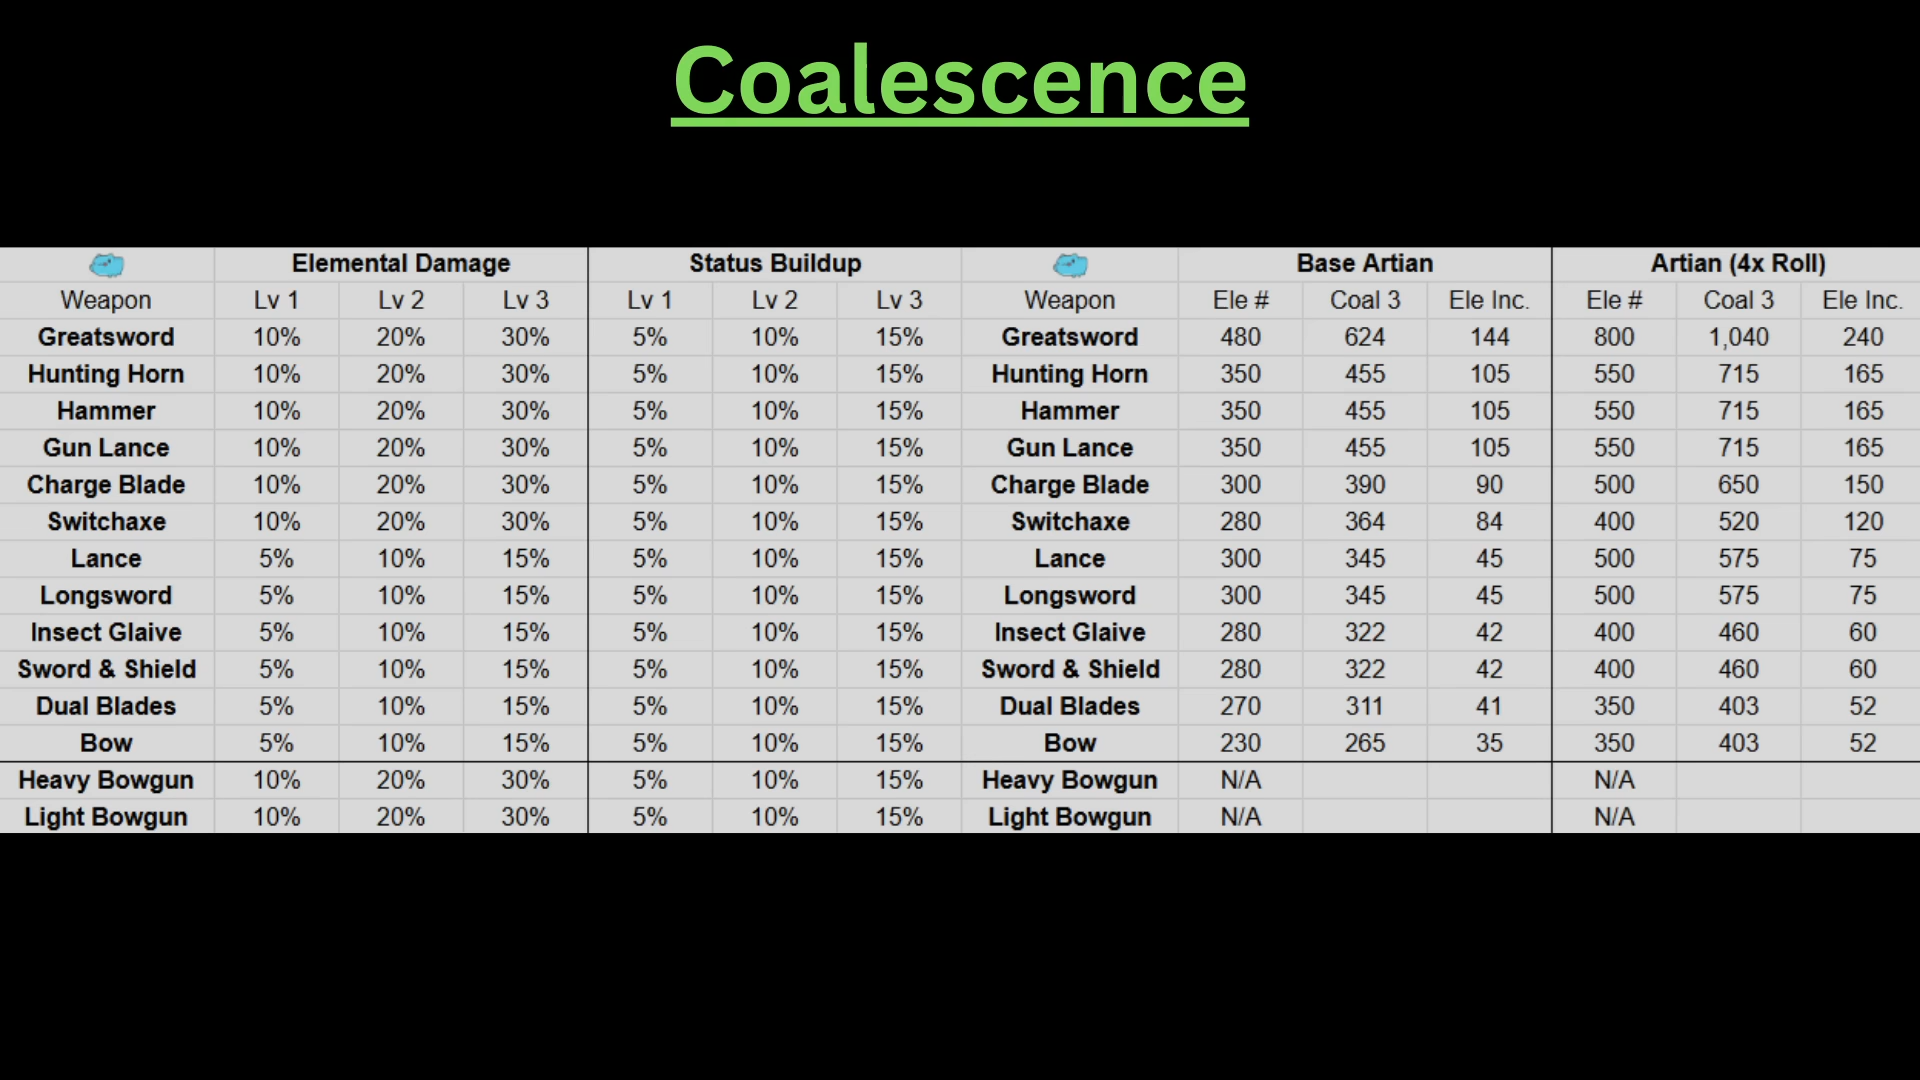 Coalescence
Elemental Damage Status Buildup Base Artian Artian (4x Roll)
Weapon Lv 1 Lv 2 Lv 3 Lv 1 Lv 2 Lv 3 Weapon Ele # Coal 3 Ele Inc. Ele # Coal 3 Ele Inc.
Greatsword 10% 20% 30% 5% 10% 15% Greatsword 480 624 144 800 1,040 240
Hunting Horn 10% 20% 30% 5% 10% 15% Hunting Horn 350 455 105 550 715 165
Hammer 10% 20% 30% 5% 10% 15% Hammer 350 455 105 550 715 165
Gun Lance 10% 20% 30% 5% 10% 15% Gun Lance 350 455 105 550 715 165
Charge Blade 10% 20% 30% 5% 10% 15% Charge Blade 300 390 90 500 650 150
Switchaxe 10% 20% 30% 5% 10% 15% Switchaxe 280 364 84 400 520 120
Lance 5% 10% 15% 5% 10% 15% Lance 300 345 45 500 575 75
Longsword 5% 10% 15% 5% 10% 15% Longsword 300 345 45 500 575 75
Insect Glaive 5% 10% 15% 5% 10% 15% Insect Glaive 280 322 42 400 460 60
Sword & Shield 5% 10% 15% 5% 10% 15% Sword & Shield 280 322 42 400 460 60
Dual Blades 5% 10% 15% 5% 10% 15% Dual Blades 270 311 41 350 403 52
Bow 5% 10% 15% 5% 10% 15% Bow 230 265 35 350 403 52
Heavy Bowgun 10% 20% 30% 5% 10% 15% Heavy Bowgun N/A N/A
Light Bowgun 10% 20% 30% 5% 10% 15% Light Bowgun N/A N/A